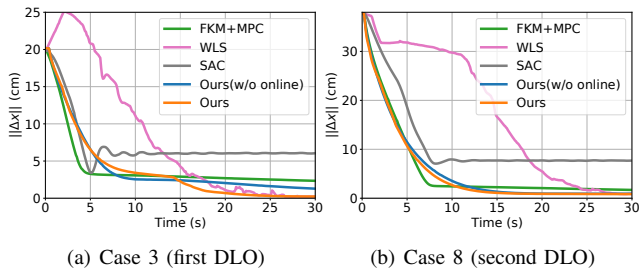 25
20
15
10
5
0
||Δx|| (cm)
0 5 10 15 20 25 30
Time (s)
FKM+MPC
WLS
SAC
Ours(w/o online)
Ours
(a) Case 3 (first DLO)
30
20
10
0
||Δx|| (cm)
0 5 10 15 20 25 30
Time (s)
FKM+MPC
WLS
SAC
Ours(w/o online)
Ours
(b) Case 8 (second DLO)